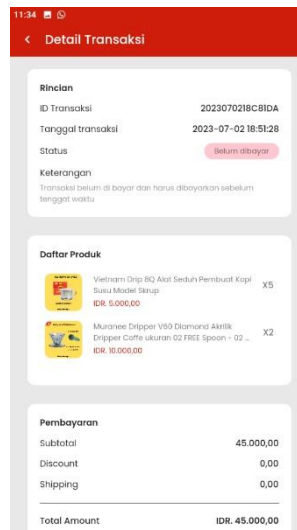 11:34
Detail Transaksi
Rincian
ID Transaksi 2023070218C81DA
Tanggal transaksi 2023-07-02 18:51:28
Status Belum dibayar
Keterangan
Transaksi belum di bayar dan harus dibayarkan sebelum
tenggat waktu
Daftar Produk
Vietnam Drip BQ Alat Seduh Pembuat Kopi
Susu Model Skrup
X5
IDR. 5.000,00
Muranee Dripper V60 Diamond Akrilik
Dripper Coffe ukuran 02 FREE Spoon - 02 ...
X2
IDR. 10.000,00
Pembayaran
Subtotal 45.000,00
Discount 0,00
Shipping 0,00
Total Amount IDR. 45.000,00